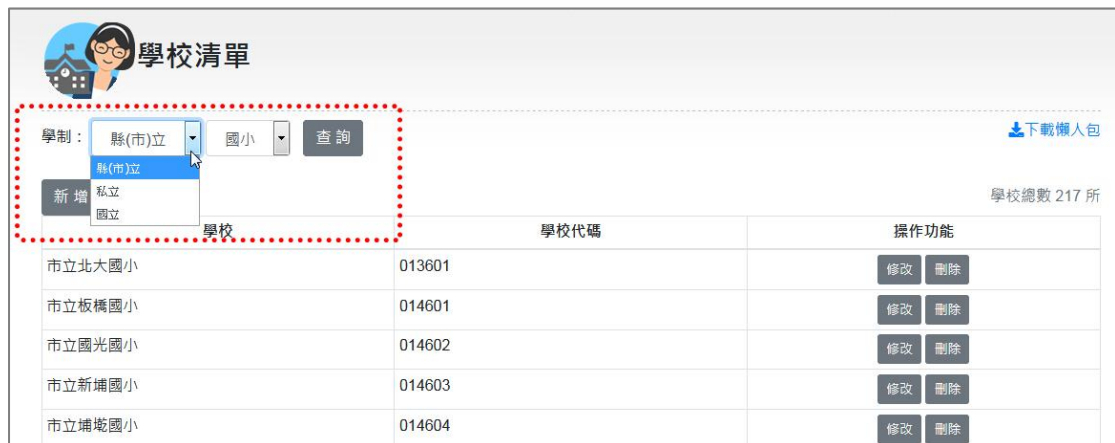 學校清單
學制： 縣(市)立 國小 查詢 下載懶人包
縣(市)立
新增 私立 學校總數 217 所
國立
學校 學校代碼 操作功能
市立北大國小 013601 修改 刪除
市立板橋國小 014601 修改 刪除
市立國光國小 014602 修改 刪除
市立新埔國小 014603 修改 刪除
市立埔墘國小 014604 修改 刪除